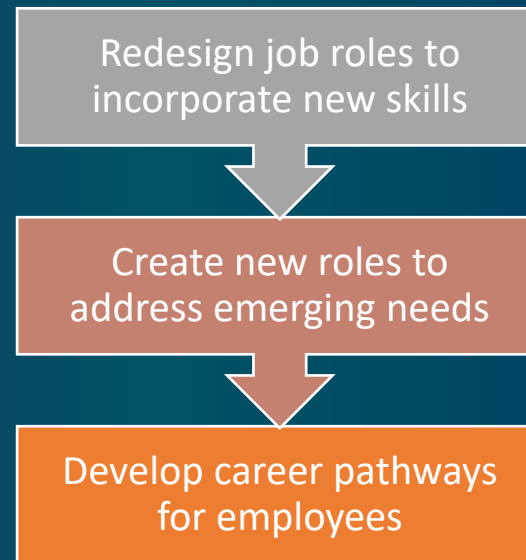 Redesign job roles to
incorporate new skills
Create new roles to
address emerging needs
Develop career pathways
for employees